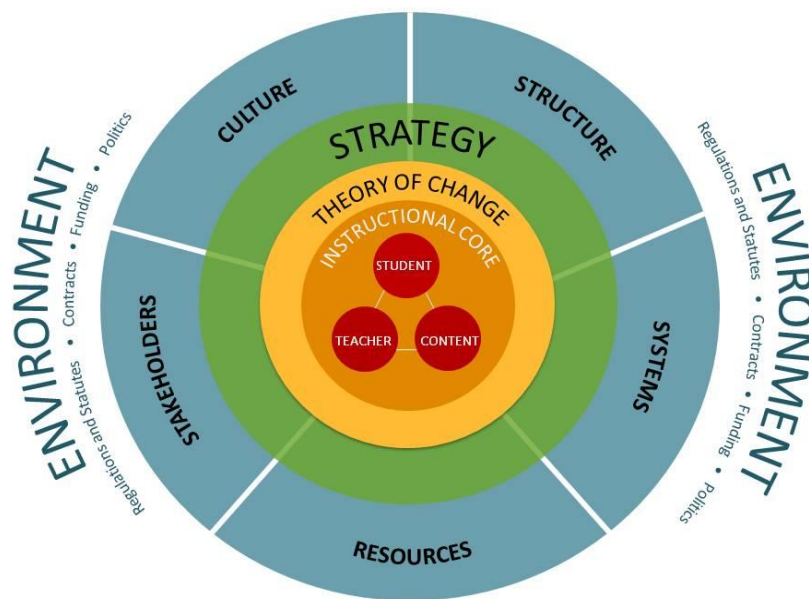 CULTURE
STRUCTURE
STRATEGY
THEORY OF CHANGE
INSTRUCTIONAL CORE
STUDENT
TEACHER
CONTENT
STAKEHOLDERS
SYSTEMS
RESOURCES
ENVIRONMENT
Regulations and Statutes • Contracts • Funding • Politics
ENVIRONMENT
Regulations and Statutes • Contracts • Funding • Politics